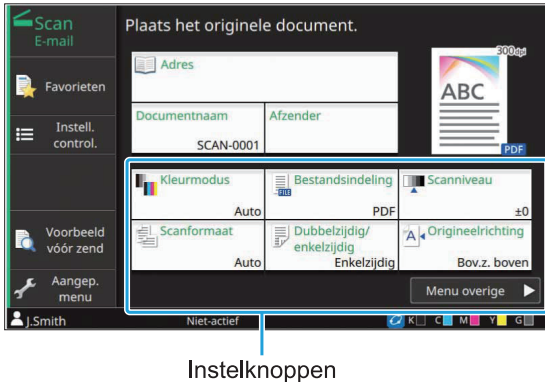 Scan
E-mail
Plaats het originele document.
300dpi
Favorieten
Adres
ABC
Instell.
control.
Documentnaam
Afzender
SCAN-0001
PDF
Kleurmodus
Auto
Bestandsindeling
FILE
PDF
Scanniveau
±0
Voorbeeld
vóór zend
Scanformaat
Auto
Dubbelzijdig/
enkelzijdig
Enkelzijdig
A
Origineelrichting
Bov.z. boven
Aangep.
menu
Menu overige
J.Smith
Niet-actief
K C M Y G
Instelknoppen